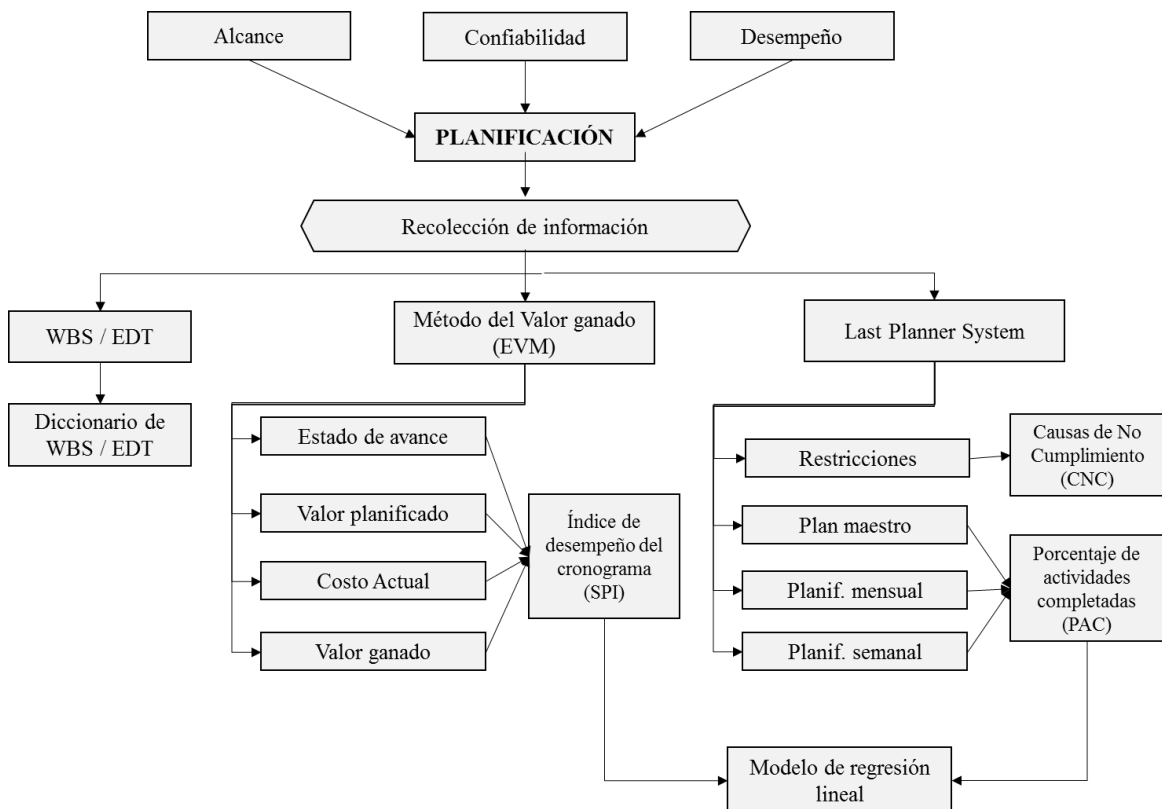 Alcance
Confiabilidad
Desempeño
PLANIFICACIÓN
Recolección de información
WBS / EDT
Método del Valor ganado
(EVM)
Last Planner System
Diccionario de
WBS / EDT
Estado de avance
Valor planificado
Costo Actual
Valor ganado
Índice de
desempeño del
cronograma
(SPI)
Restricciones
Plan maestro
Planif. mensual
Planif. semanal
Causas de No
Cumplimiento
(CNC)
Porcentaje de
actividades
completadas
(PAC)
Modelo de regresión
lineal